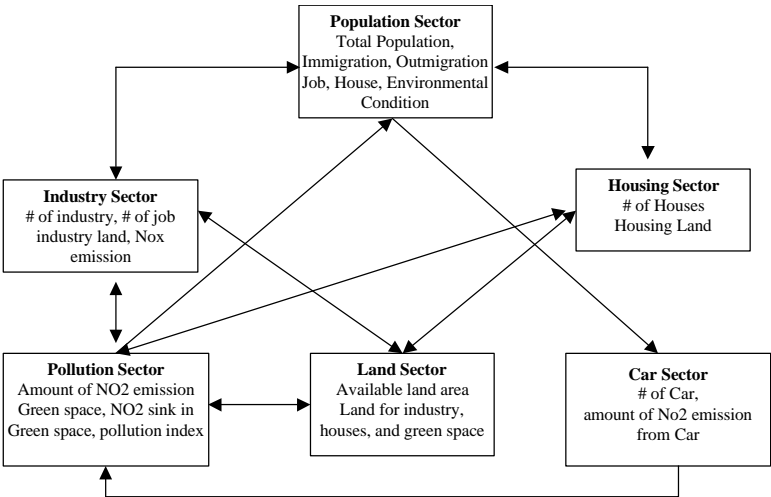 Population Sector
Total Population,
Immigration, Outmigration
Job, House, Environmental
Condition
Industry Sector
# of industry, # of job
industry land, Nox
emission
Housing Sector
# of Houses
Housing Land
Pollution Sector
Amount of NO2 emission
Green space, NO2 sink in
Green space, pollution index
Land Sector
Available land area
Land for industry,
houses, and green space
Car Sector
# of Car,
amount of No2 emission
from Car